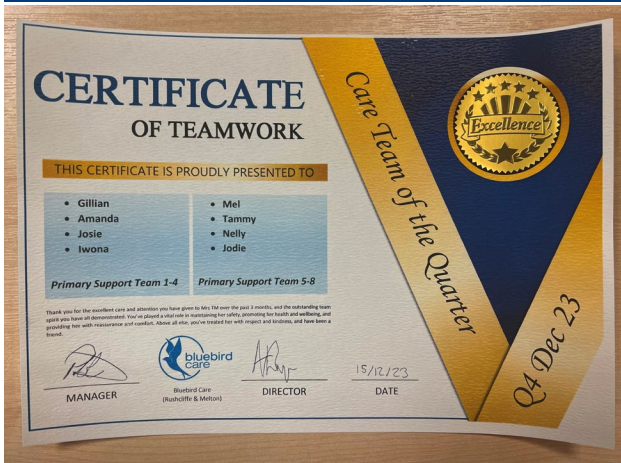 CERTIFICATE
OF TEAMWORK
THIS CERTIFICATE IS PROUDLY PRESENTED TO
• Gillian
• Amanda
• Josie
• Iwona
Primary Support Team 1-4
• Mel
• Tammy
• Nelly
• Jodie
Primary Support Team 5-8
Thank you for the excellent care and attention you have given to Mrs TM over the past 3 months, and the outstanding team
spirit you have all demonstrated. You've played a vital role in maintaining her safety, promoting her health and wellbeing, and
providing her with reassurance and comfort. Above all else, you've treated her with respect and kindness, and have been a
friend.
MANAGER
bluebird
care
Bluebird Care
(Rushcliffe & Melton)
DIRECTOR
15/12/23
DATE
Care Team of the Quarter
Excellence
Q4 Dec 23